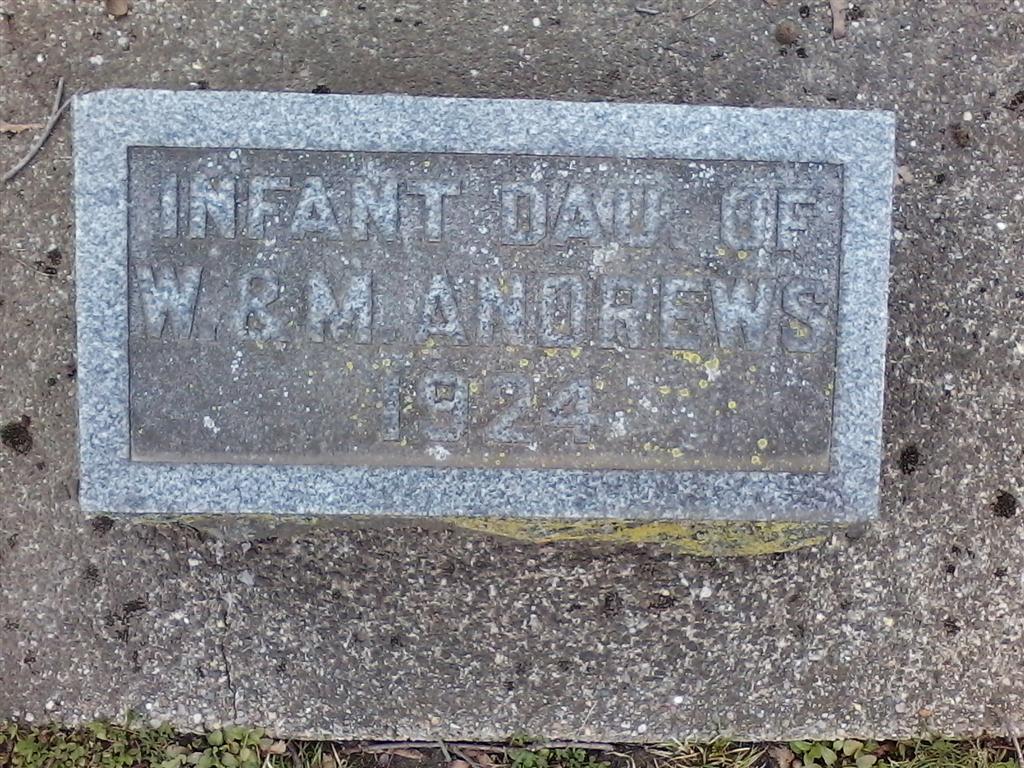 INFANT DAU. OF
W. & M. ANDREWS
1924